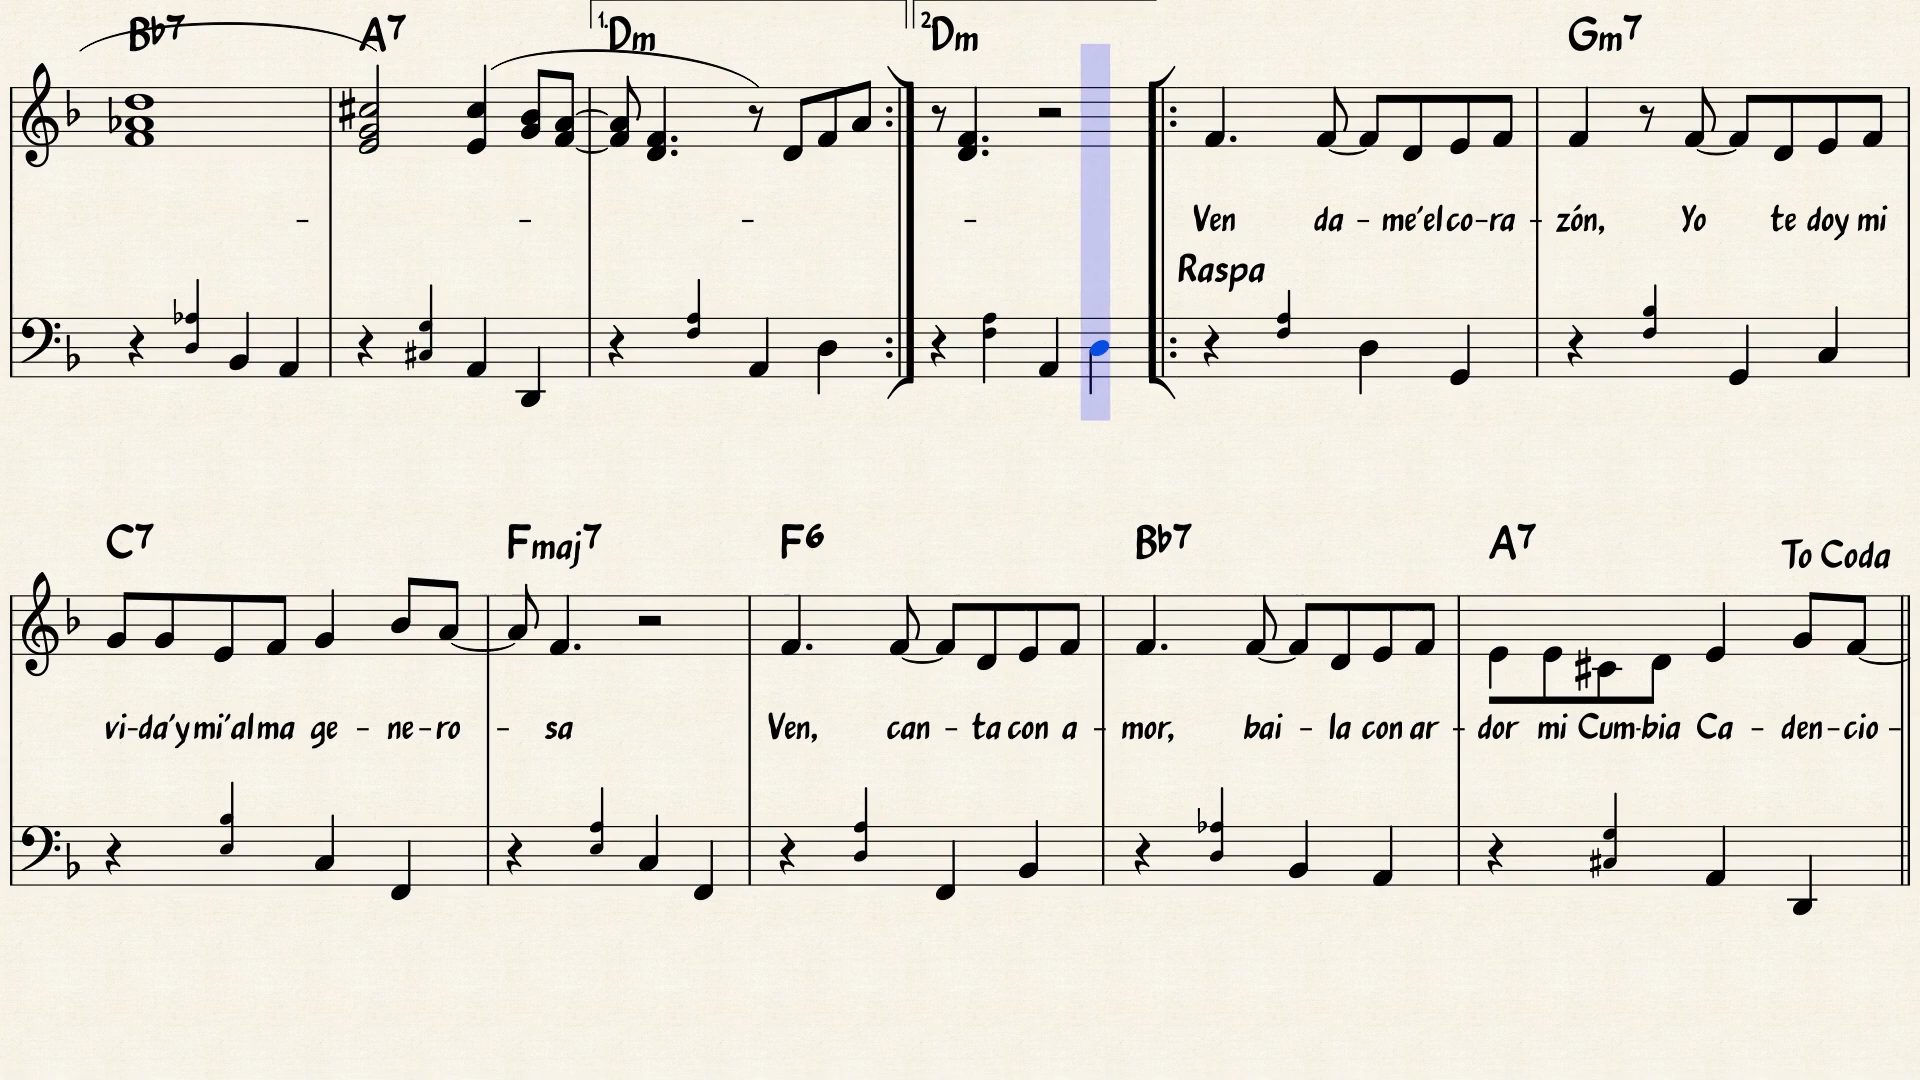 Bb7 A7 1. Dm 2. Dm Gm7
- - - - Ven da - me'el co-ra - zón, Yo te doy mi
Raspa
C7 Fmaj7 F6 Bb7 A7 To Coda
vi-da'y mi'alma ge - ne-ro - sa Ven, can - ta con a - mor, bai - la con ar - dor mi Cum-bia Ca - den-cio -